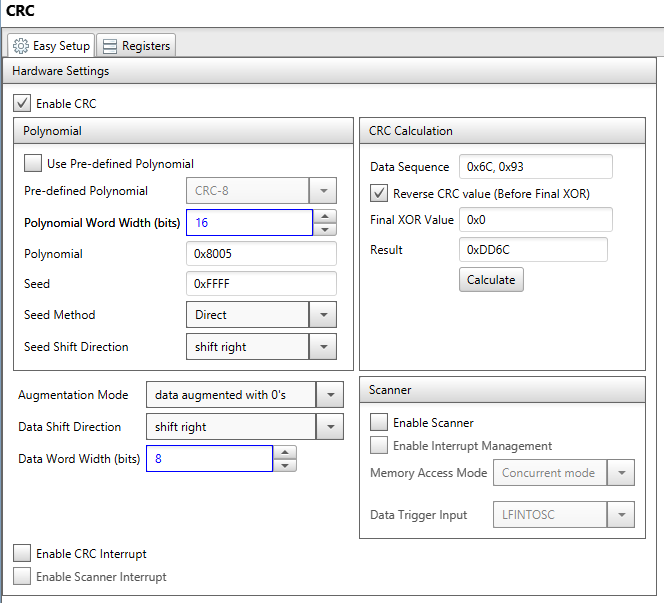 CRC
Easy Setup
Registers
Hardware Settings
Enable CRC
Polynomial
Use Pre-defined Polynomial
Pre-defined Polynomial CRC-8
Polynomial Word Width (bits) 16
Polynomial 0x8005
Seed 0xFFFF
Seed Method Direct
Seed Shift Direction shift right
CRC Calculation
Data Sequence 0x6C, 0x93
Reverse CRC value (Before Final XOR)
Final XOR Value 0x0
Result 0xDD6C
Calculate
Augmentation Mode data augmented with 0's
Data Shift Direction shift right
Data Word Width (bits) 8
Scanner
Enable Scanner
Enable Interrupt Management
Memory Access Mode Concurrent mode
Data Trigger Input LFINTOSC
Enable CRC Interrupt
Enable Scanner Interrupt